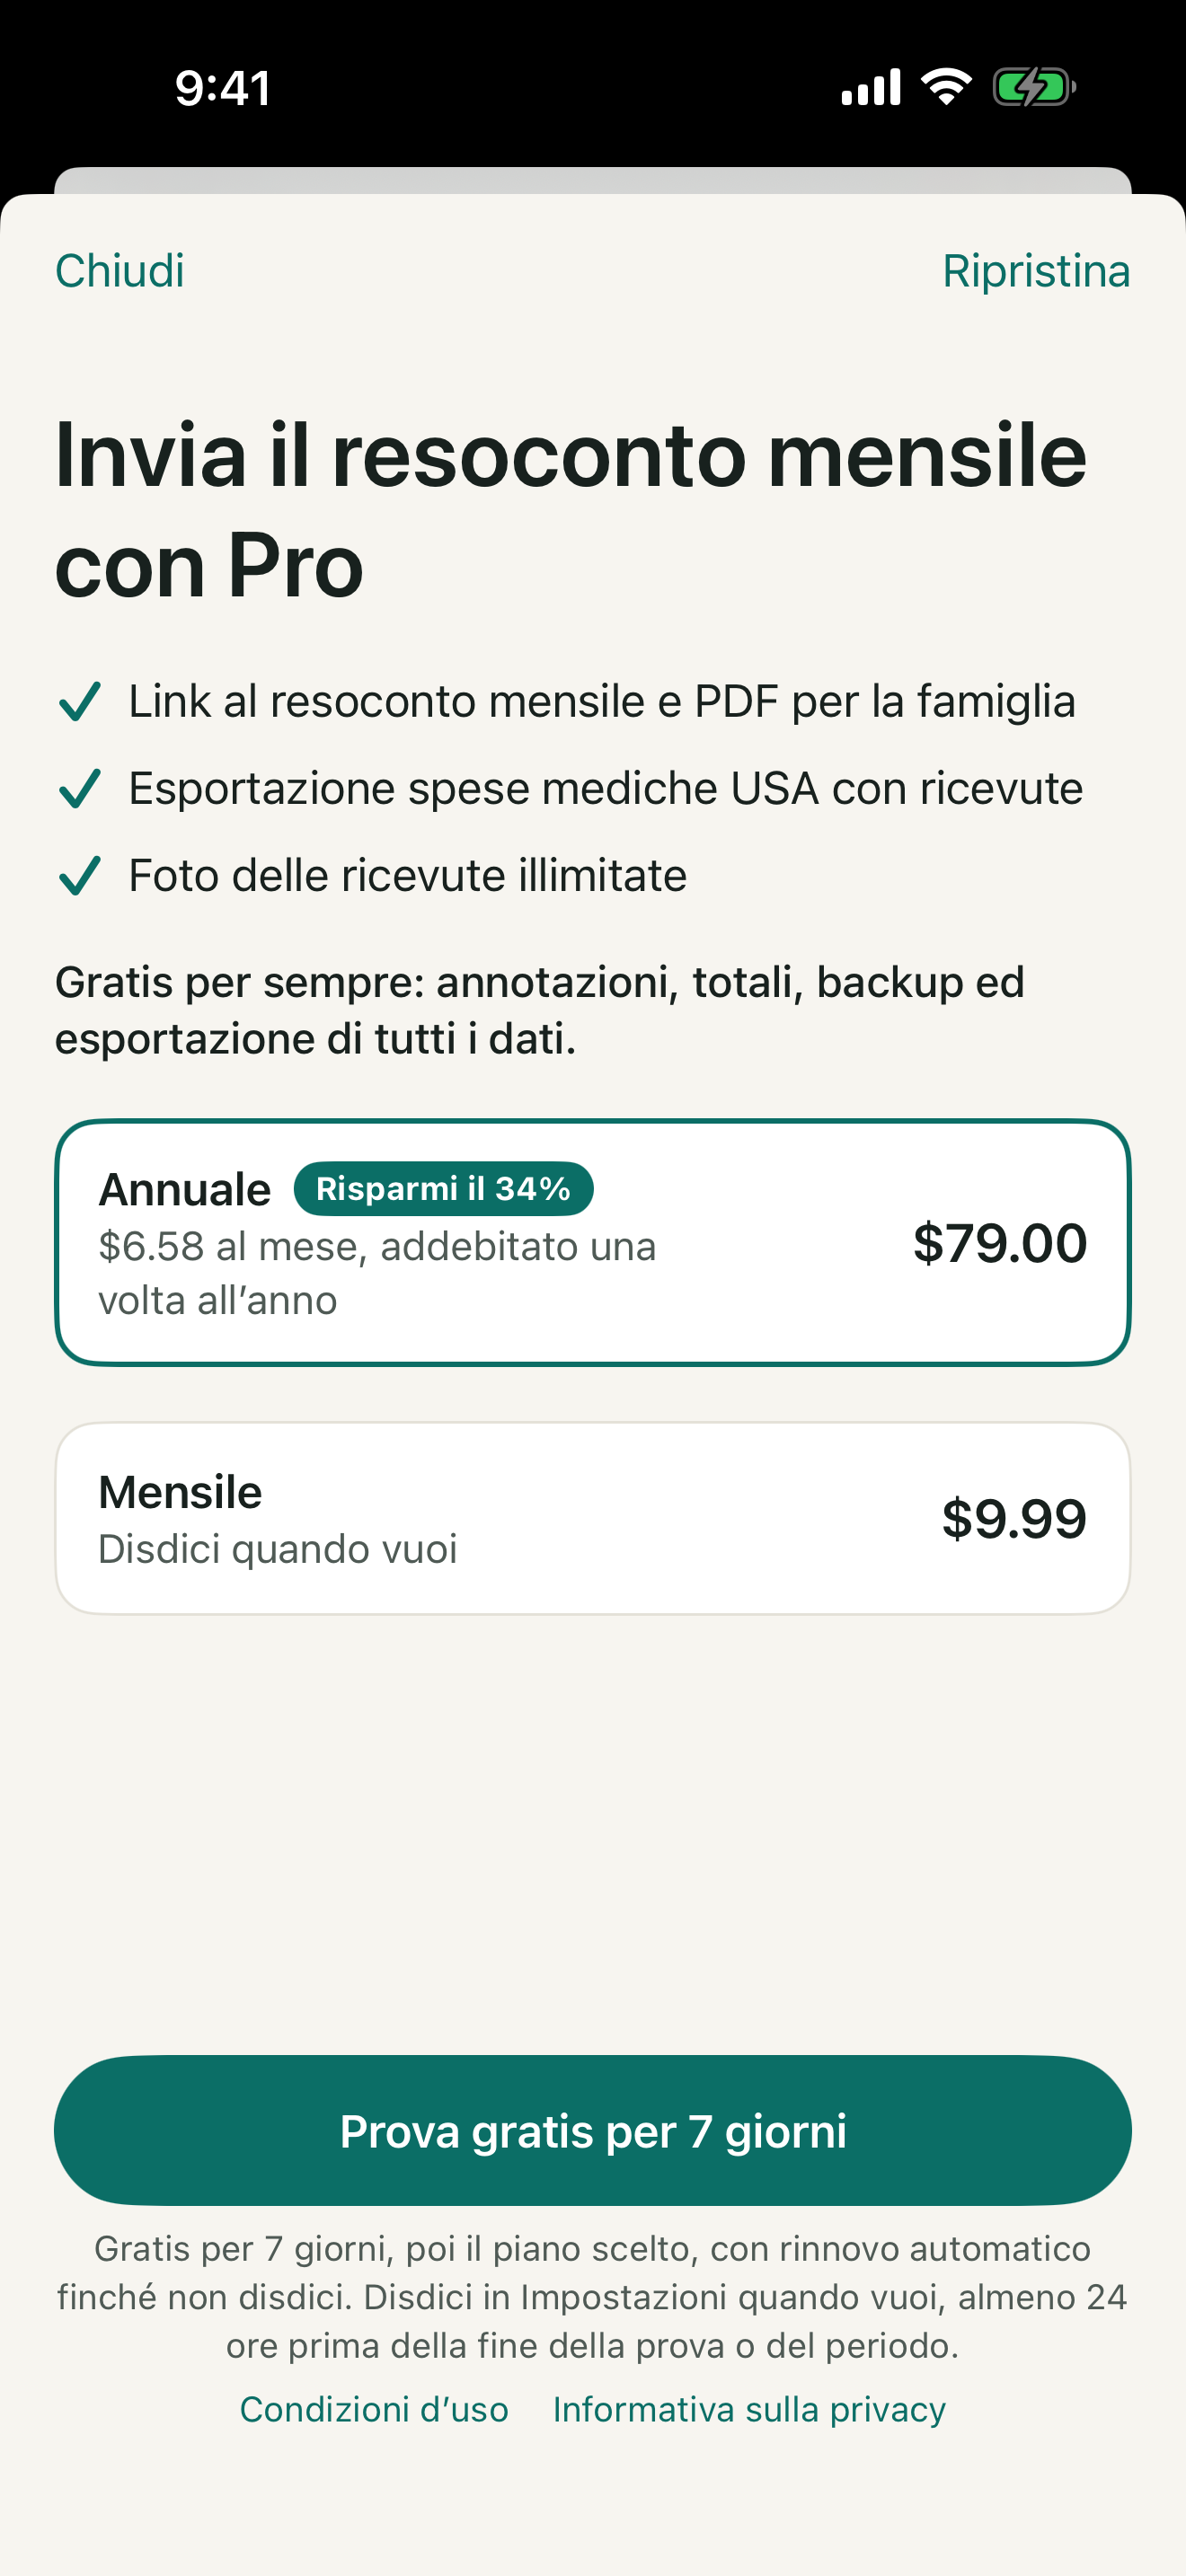 9:41
Chiudi
Ripristina
Invia il resoconto mensile
con Pro
Link al resoconto mensile e PDF per la famiglia
Esportazione spese mediche USA con ricevute
Foto delle ricevute illimitate
Gratis per sempre: annotazioni, totali, backup ed
esportazione di tutti i dati.
Annuale
Risparmi il 34%
$6.58 al mese, addebitato una
volta all’anno
$79.00
Mensile
Disdici quando vuoi
$9.99
Prova gratis per 7 giorni
Gratis per 7 giorni, poi il piano scelto, con rinnovo automatico
finché non disdici. Disdici in Impostazioni quando vuoi, almeno 24
ore prima della fine della prova o del periodo.
Condizioni d’uso
Informativa sulla privacy